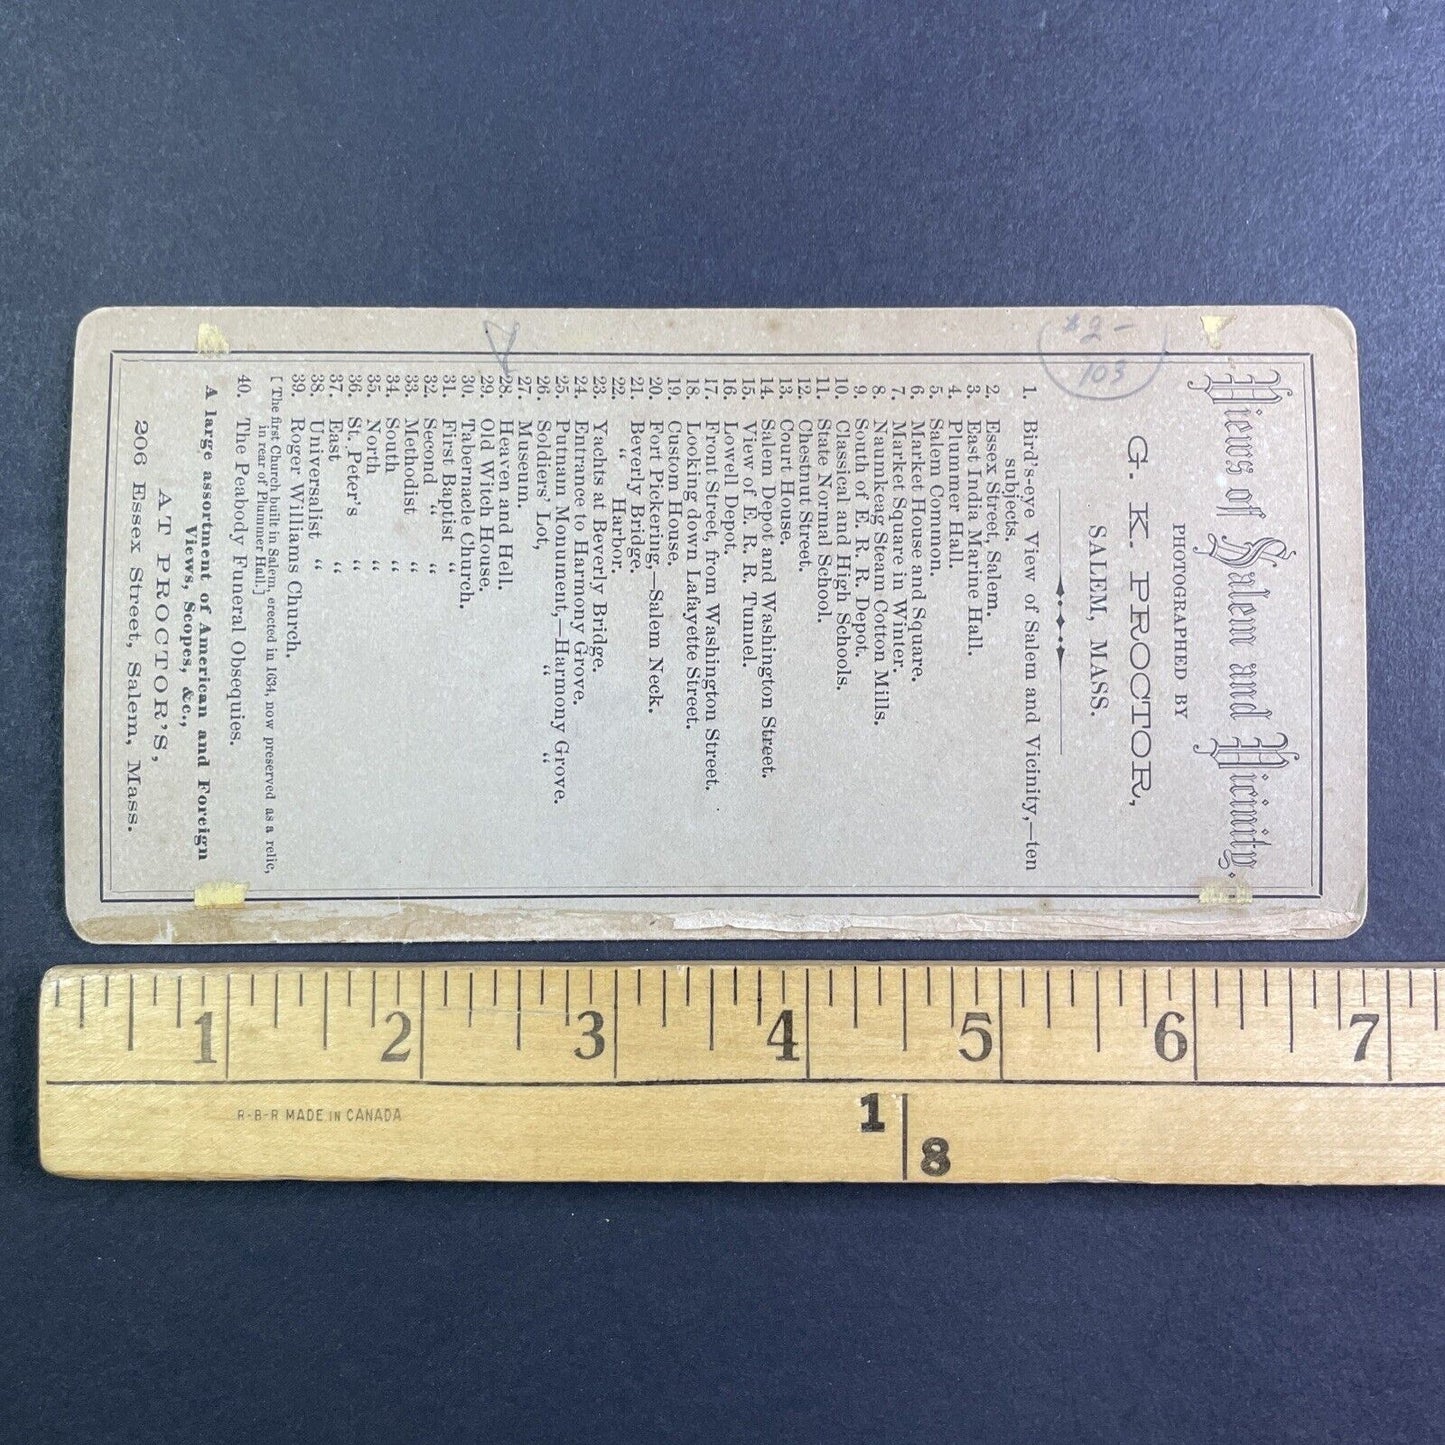 Views of Salem and Vicinity.
PHOTOGRAPHED BY
G. K. PROCTOR,
SALEM, MASS.
1. Bird's-eye View of Salem and Vicinity,—ten
subjects.
2. Essex Street, Salem.
3. East India Marine Hall.
4. Plummer Hall.
5. Salem Common.
6. Market House and Square.
7. Market Square in Winter.
8. Naumkeag Steam Cotton Mills.
9. South of E. R. R. Depot.
10. Classical and High Schools.
11. State Normal School.
12. Chestnut Street.
13. Court House.
14. Salem Depot and Washington Street.
15. View of E. R. R. Tunnel.
16. Lowell Depot.
17. Front Street, from Washington Street.
18. Looking down Lafayette Street.
19. Custom House.
20. Fort Pickering,—Salem Neck.
21. Beverly Bridge.
22. " Harbor.
23. Yachts at Beverly Bridge.
24. Entrance to Harmony Grove.
25. Putnam Monument,—Harmony Grove.
26. Soldiers' Lot, " "
27. Museum.
28. Heaven and Hell.
29. Old Witch House.
30. Tabernacle Church.
31. First Baptist "
32. Second " "
33. Methodist "
34. South "
35. North "
36. St. Peter's "
37. East "
38. Universalist "
39. Roger Williams Church.
[The first Church built in Salem, erected in 1634, now preserved as a relic,
in rear of Plummer Hall.]
40. The Peabody Funeral Obsequies.
A large assortment of American and Foreign
Views, Scopes, &c.,
AT PROCTOR'S,
206 Essex Street, Salem, Mass.
2-
103
1 2 3 4 5 6 7
R-B-R MADE IN CANADA
1
8